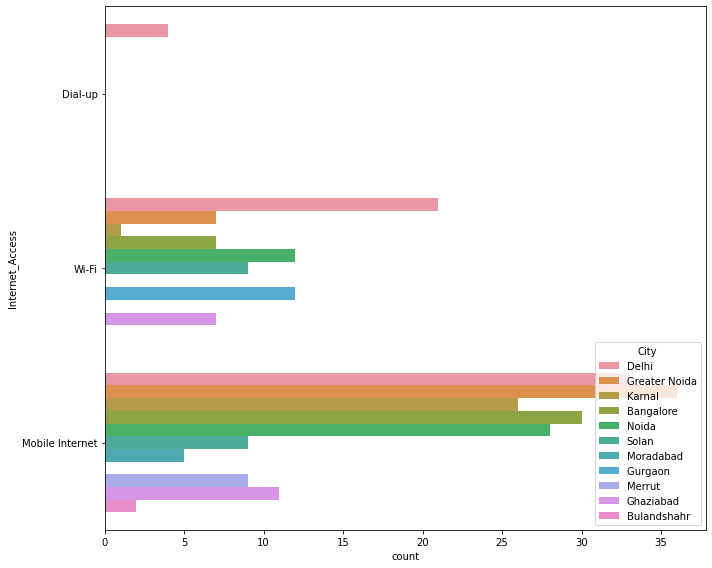 Dial-up
Wi-Fi
Mobile Internet
Internet_Access
City
Delhi
Greater Noida
Karnal
Bangalore
Noida
Solan
Moradabad
Gurgaon
Merrut
Ghaziabad
Bulandshahr
0 5 10 15 20 25 30 35
count